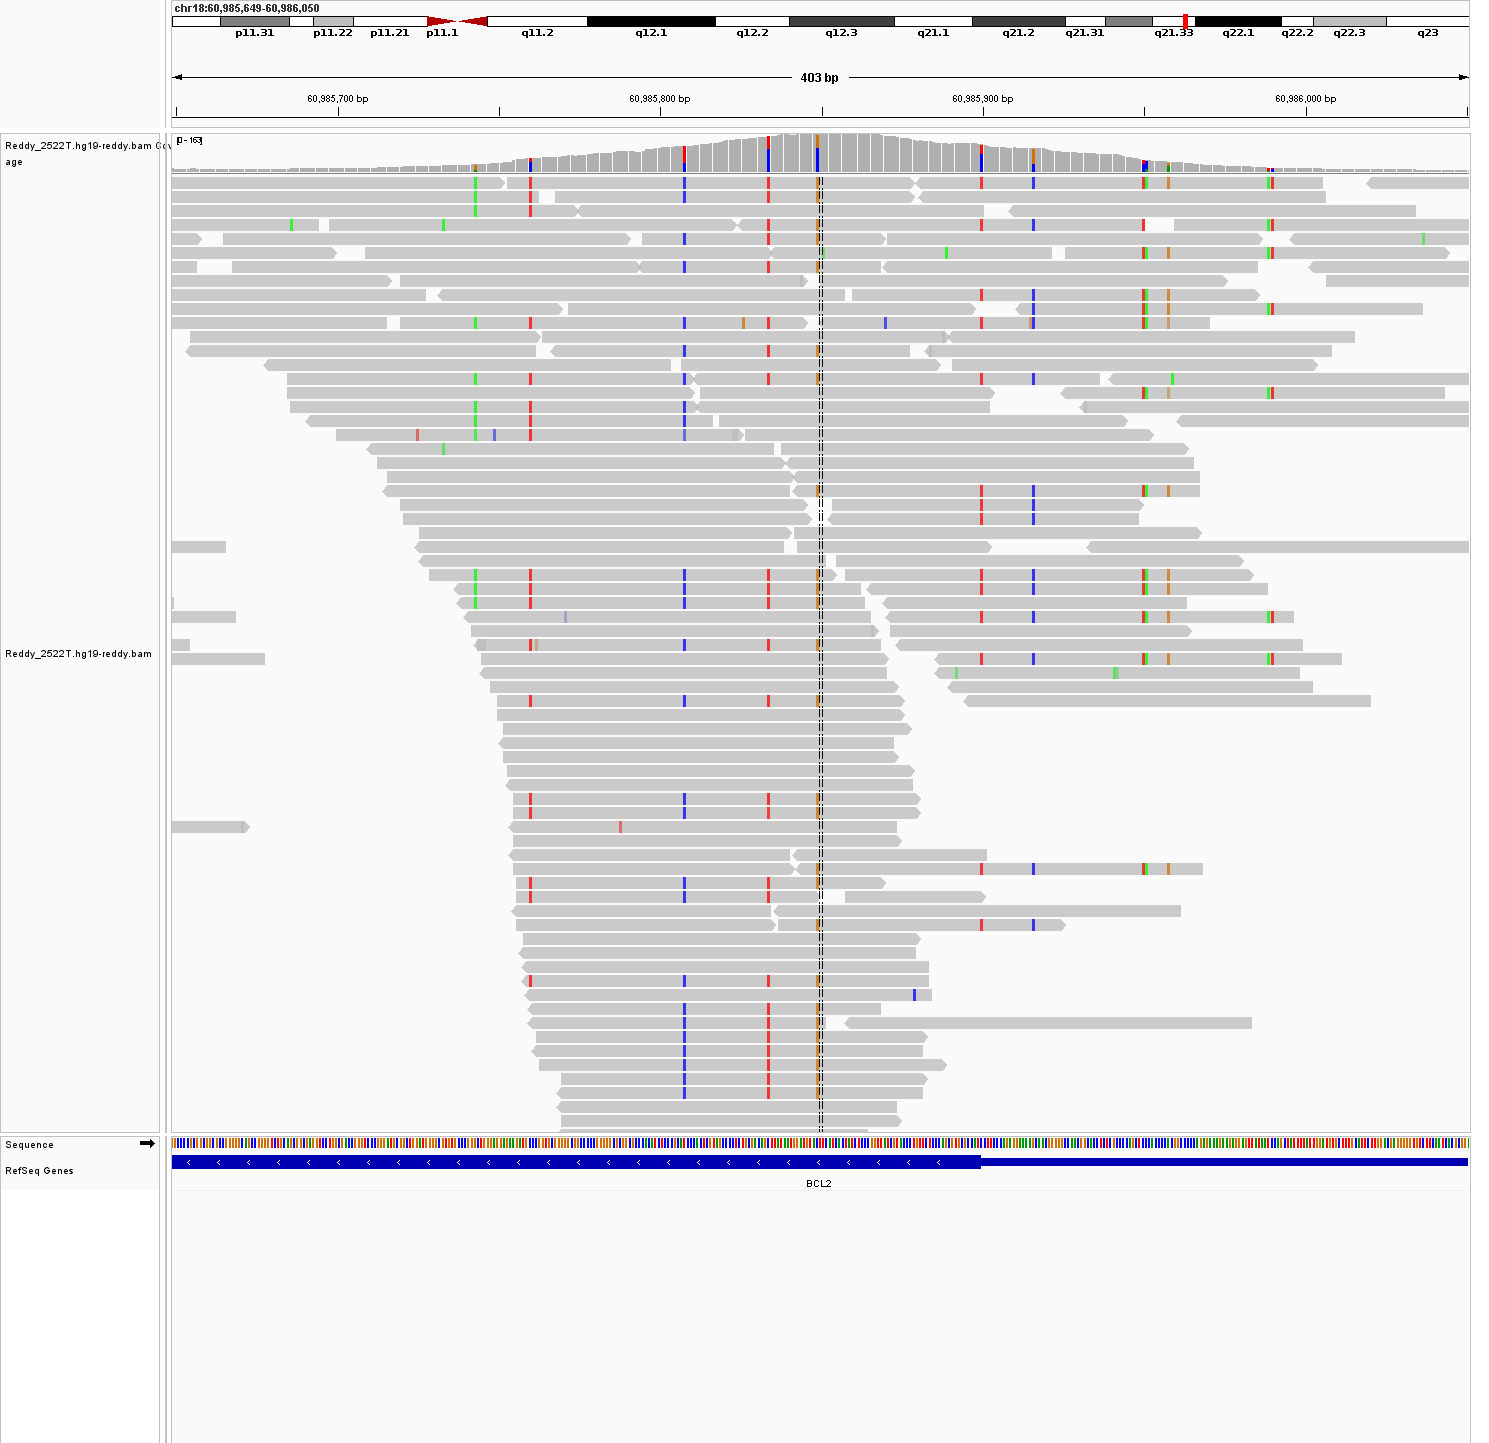 chr18:60,985,649-60,986,050
p11.31 p11.22 p11.21 p11.1 q11.2 q12.1 q12.2 q12.3 q21.1 q21.2 q21.31 q21.33 q22.1 q22.2 q22.3 q23
403 bp
60,985,700 bp 60,985,800 bp 60,985,900 bp 60,986,000 bp
Reddy_2522T.hg19-reddy.bam Cov
age
[0 - 163]
Reddy_2522T.hg19-reddy.bam
Sequence
RefSeq Genes
BCL2